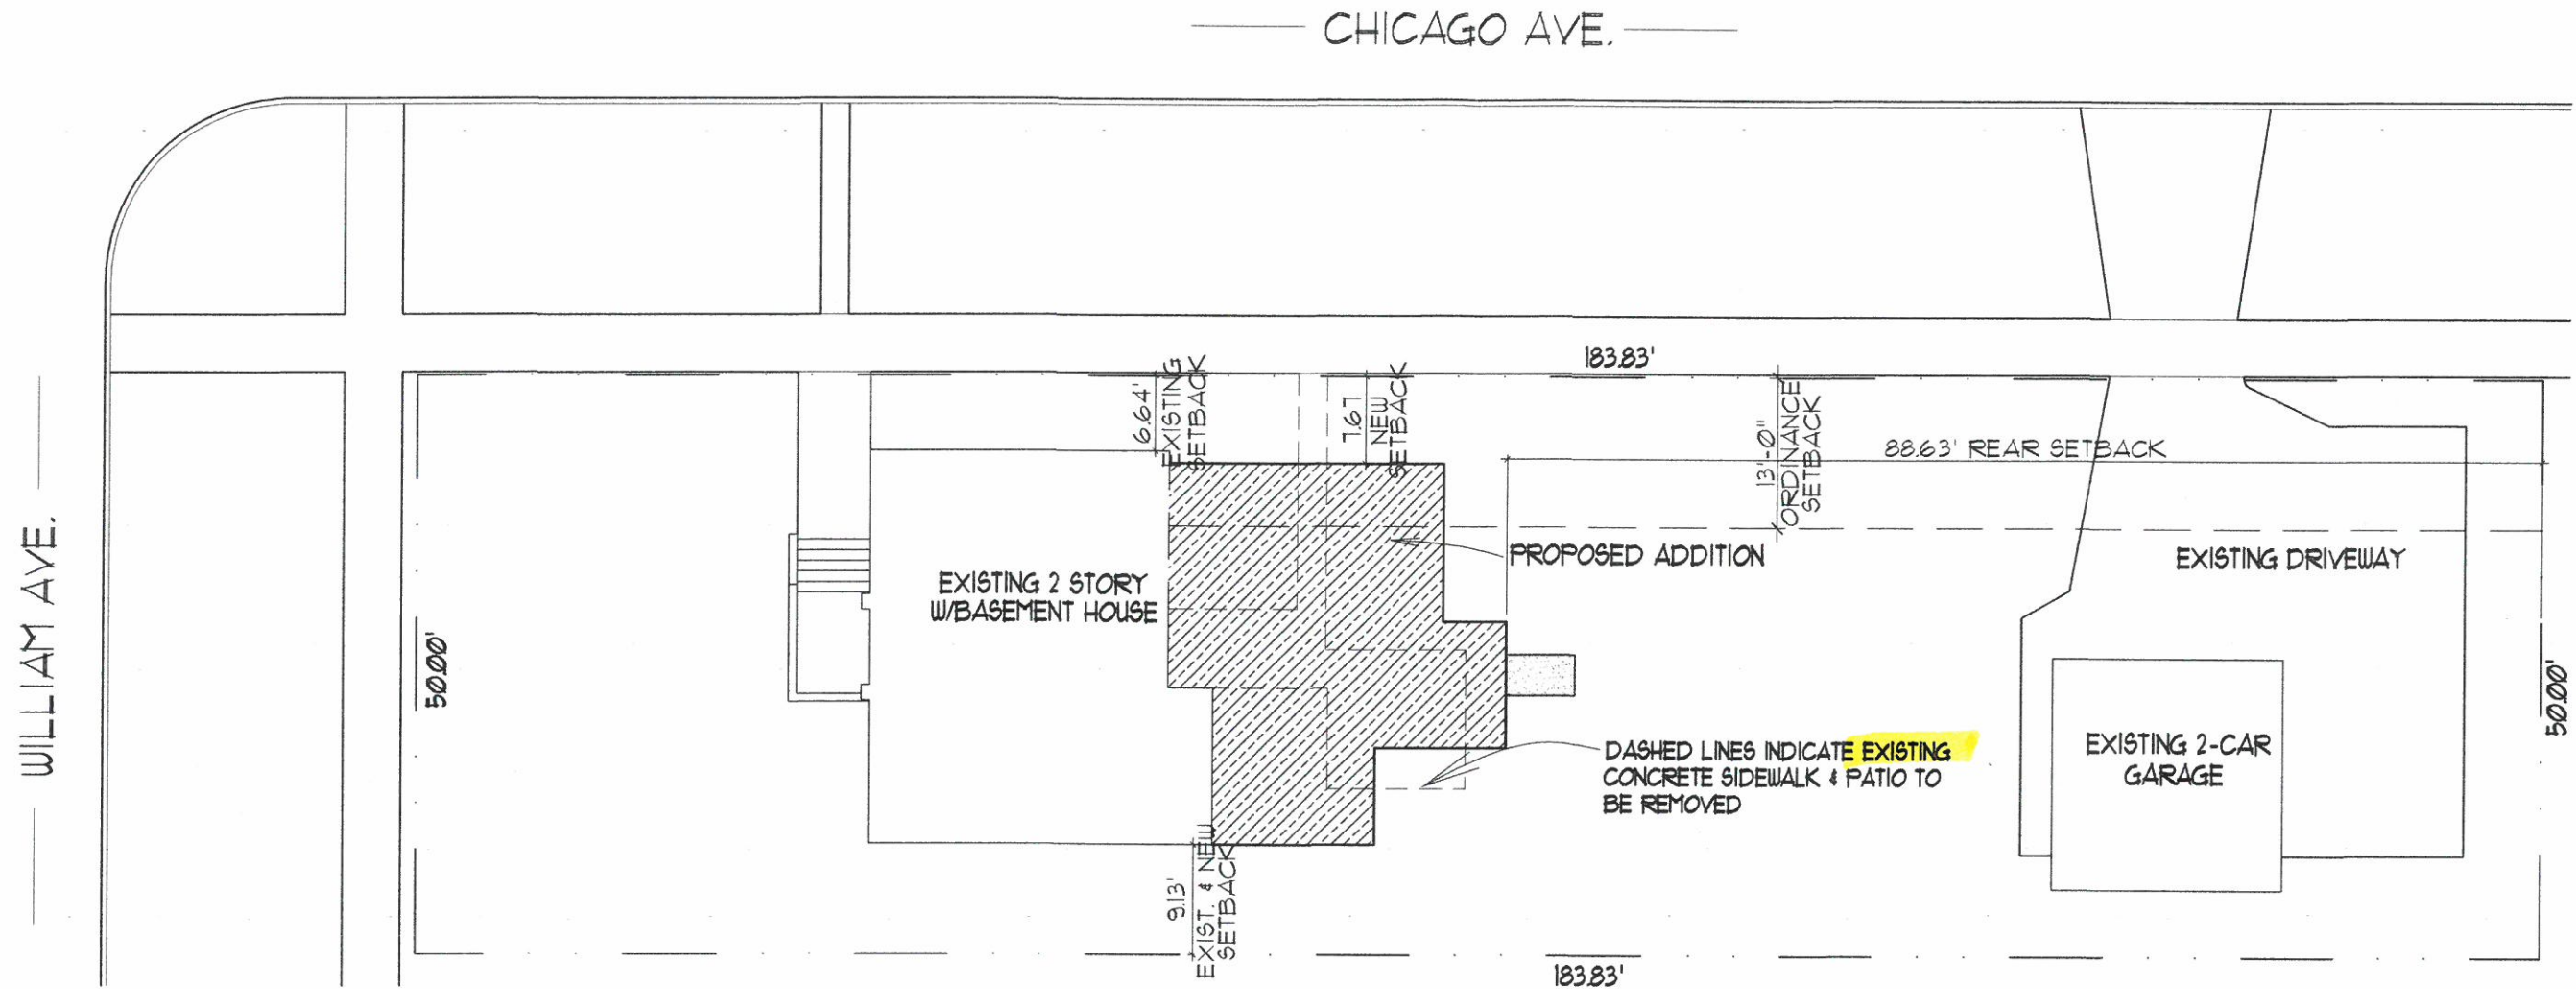 CHICAGO AVE.
WILLIAM AVE.
183.83'
6.64'
EXISTING
SETBACK
7.67
NEW
SETBACK
13'-0"
ORDINANCE
SETBACK
88.63' REAR SETBACK
PROPOSED ADDITION
EXISTING DRIVEWAY
EXISTING 2 STORY
W/BASEMENT HOUSE
50.00'
50.00'
DASHED LINES INDICATE EXISTING
CONCRETE SIDEWALK & PATIO TO
BE REMOVED
EXISTING 2-CAR
GARAGE
9.13'
EXIST. & NEW
SETBACK
183.83'